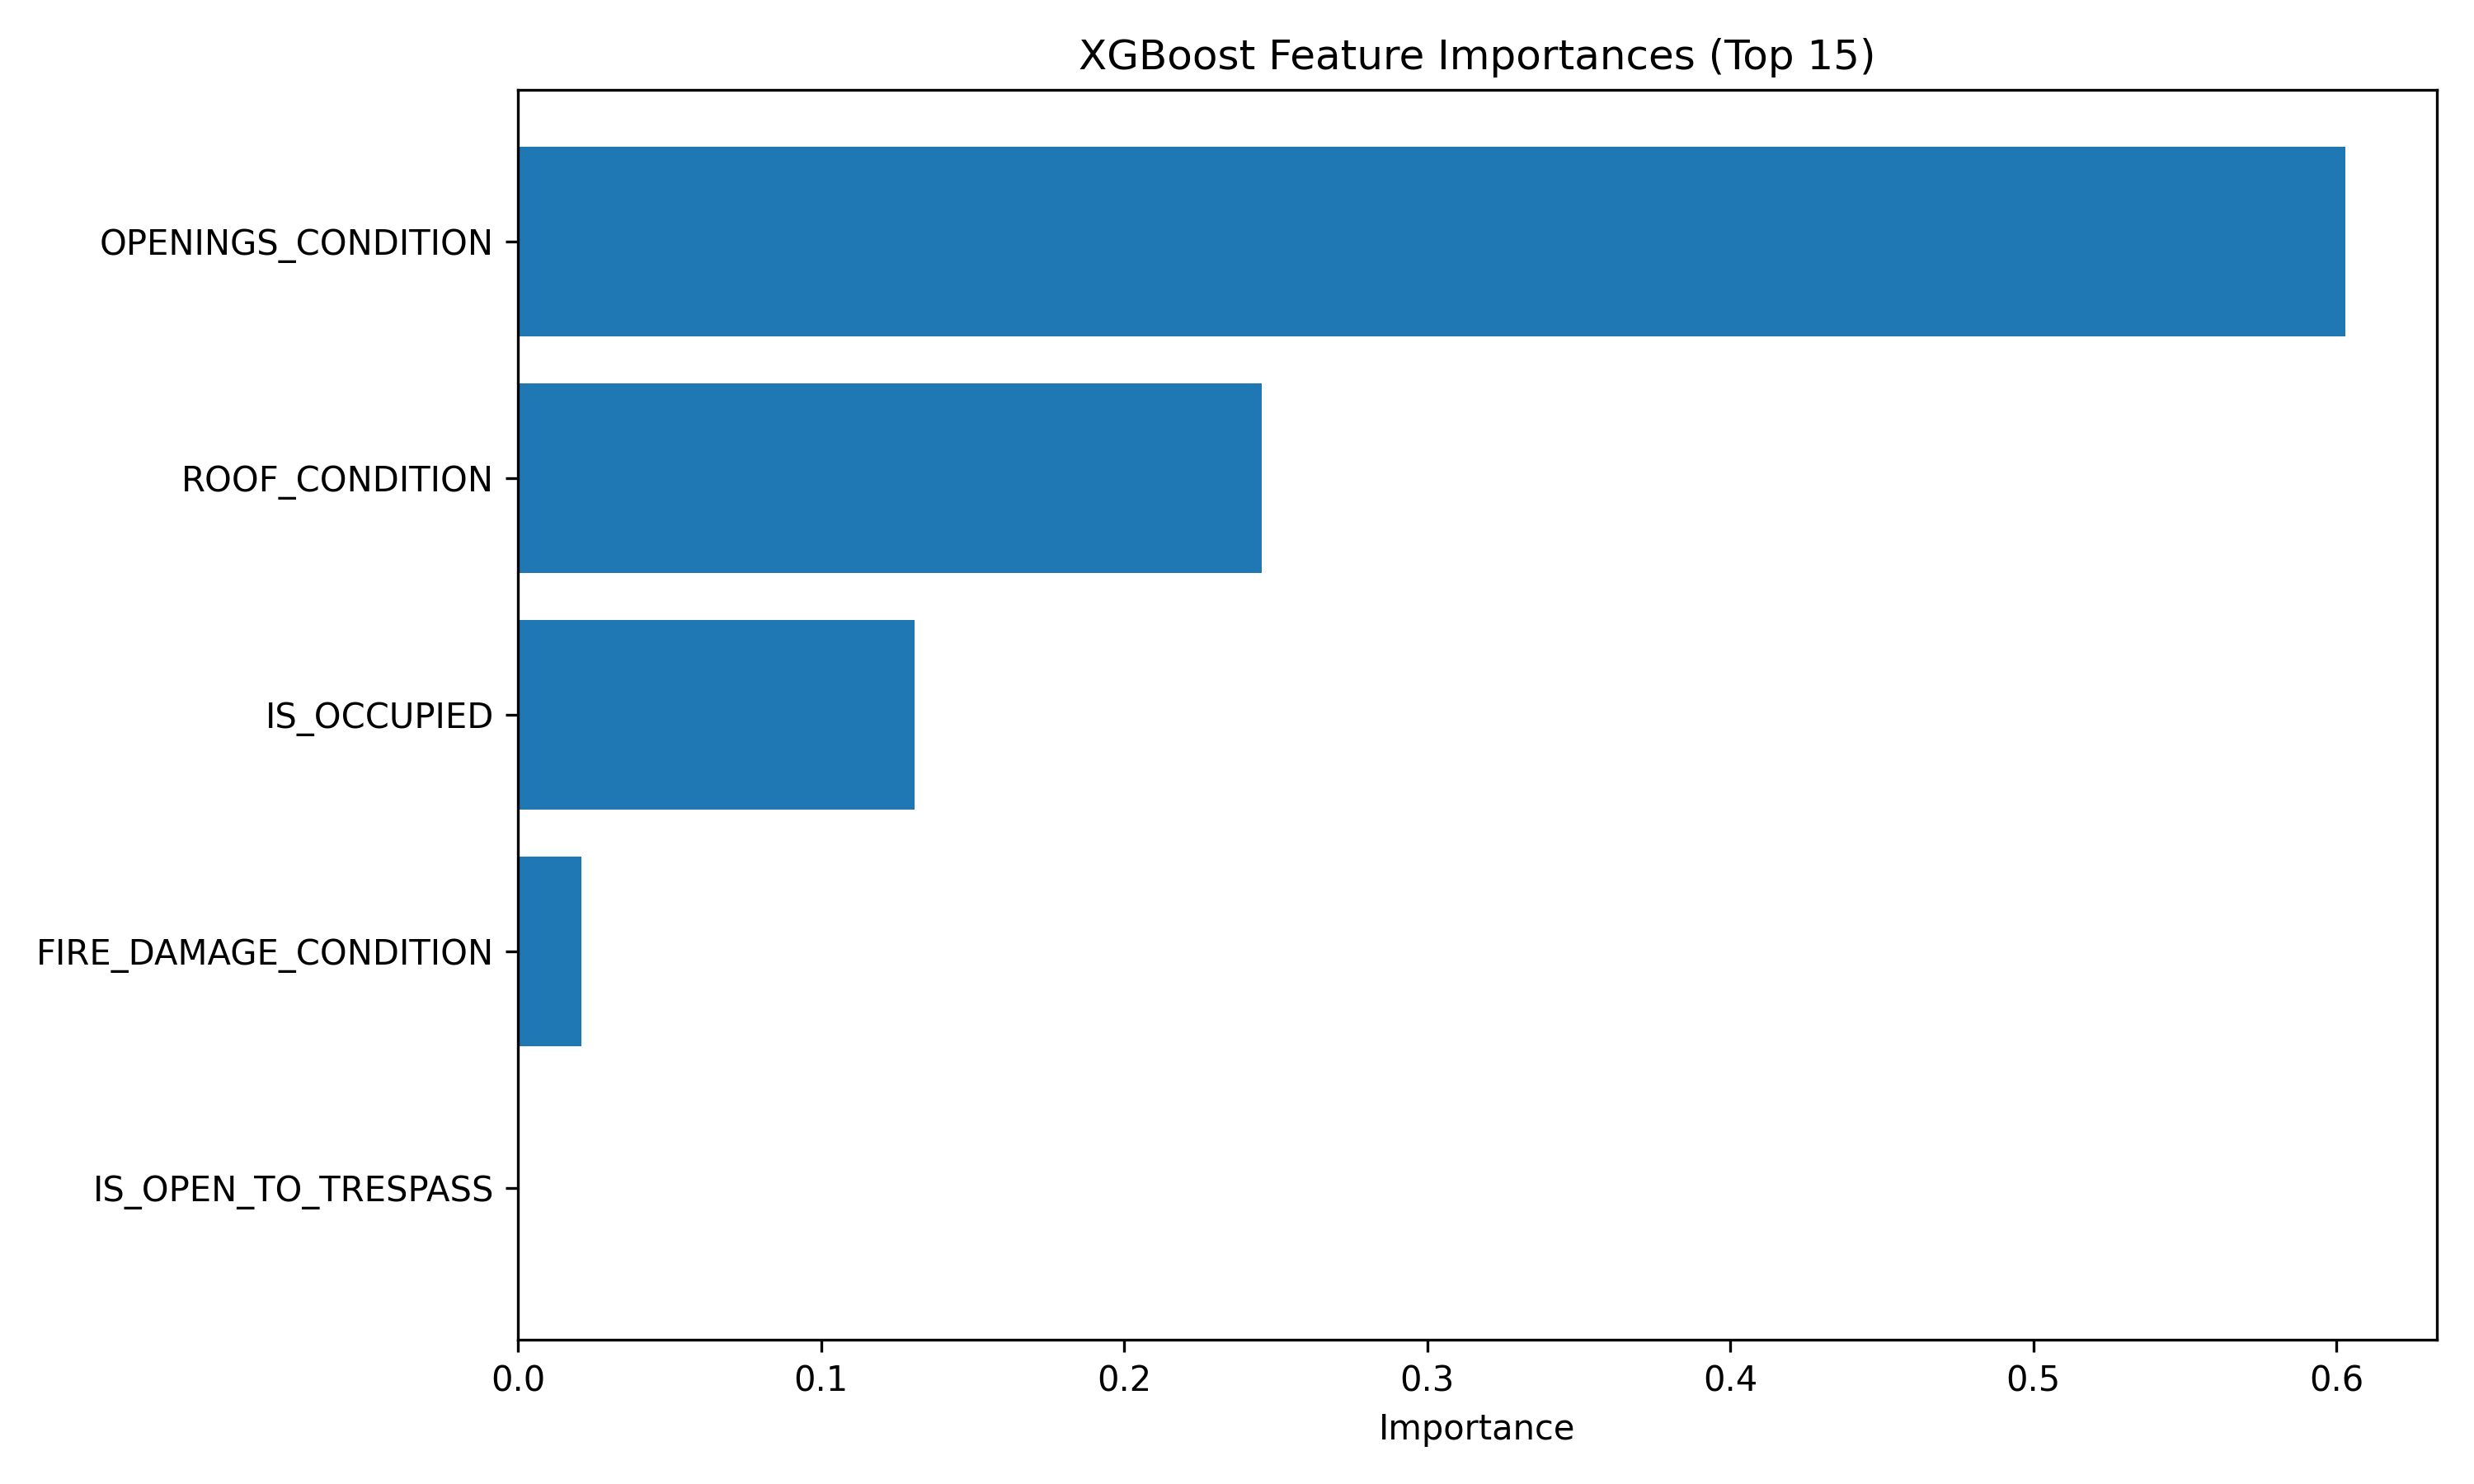 XGBoost Feature Importances (Top 15)
OPENINGS_CONDITION
ROOF_CONDITION
IS_OCCUPIED
FIRE_DAMAGE_CONDITION
IS_OPEN_TO_TRESPASS
0.0 0.1 0.2 0.3 0.4 0.5 0.6
Importance